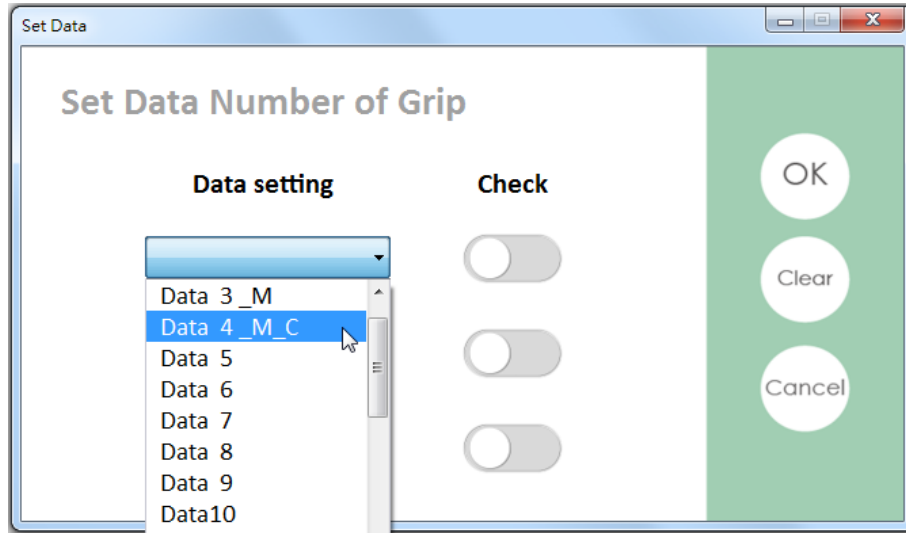 Set Data
Set Data Number of Grip
Data setting
Check
Data 3 _M
Data 4 _M_C
Data 5
Data 6
Data 7
Data 8
Data 9
Data10
OK
Clear
Cancel